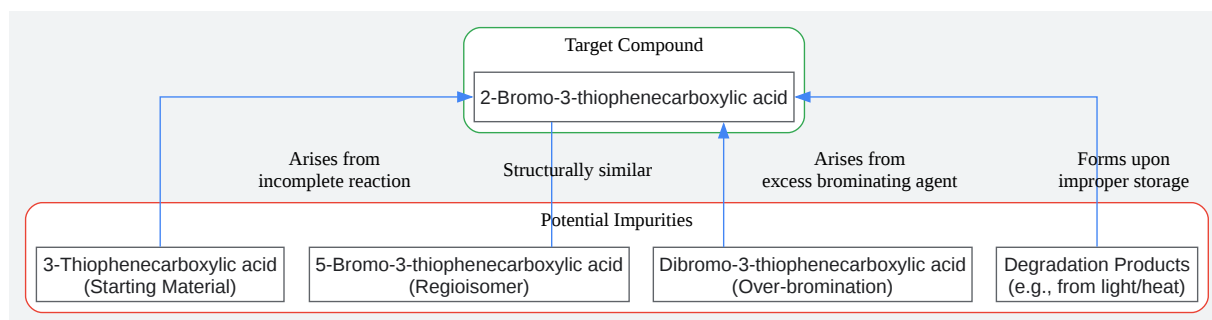 Target Compound
2-Bromo-3-thiophenecarboxylic acid
Arises from
incomplete reaction
Structurally similar
Arises from
excess brominating agent
Forms upon
improper storage
Potential Impurities
3-Thiophenecarboxylic acid
(Starting Material)
5-Bromo-3-thiophenecarboxylic acid
(Regioisomer)
Dibromo-3-thiophenecarboxylic acid
(Over-bromination)
Degradation Products
(e.g., from light/heat)